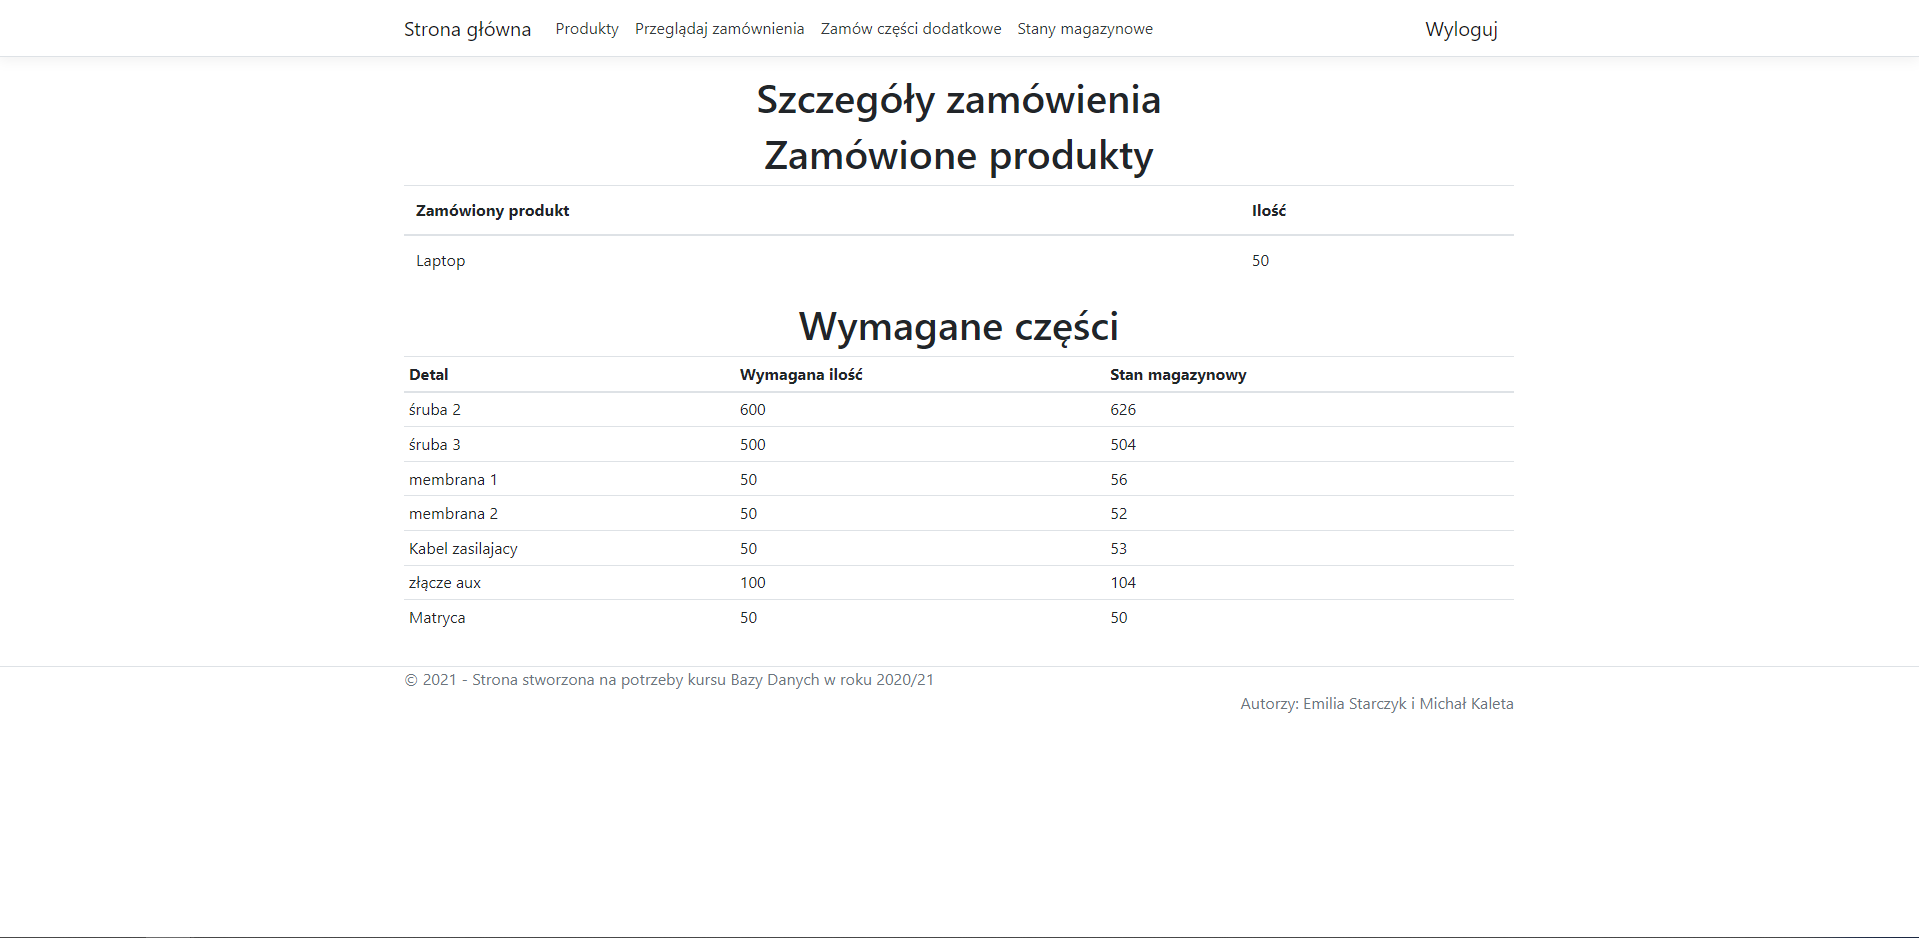 Strona główna Produkty Przeglądaj zamównienia Zamów części dodatkowe Stany magazynowe Wyloguj
Szczegóły zamówienia
Zamówione produkty
Zamówiony produkt Ilość
Laptop 50
Wymagane części
Detal Wymagana ilość Stan magazynowy
śruba 2 600 626
śruba 3 500 504
membrana 1 50 56
membrana 2 50 52
Kabel zasilajacy 50 53
złącze aux 100 104
Matryca 50 50
© 2021 - Strona stworzona na potrzeby kursu Bazy Danych w roku 2020/21
Autorzy: Emilia Starczyk i Michał Kaleta